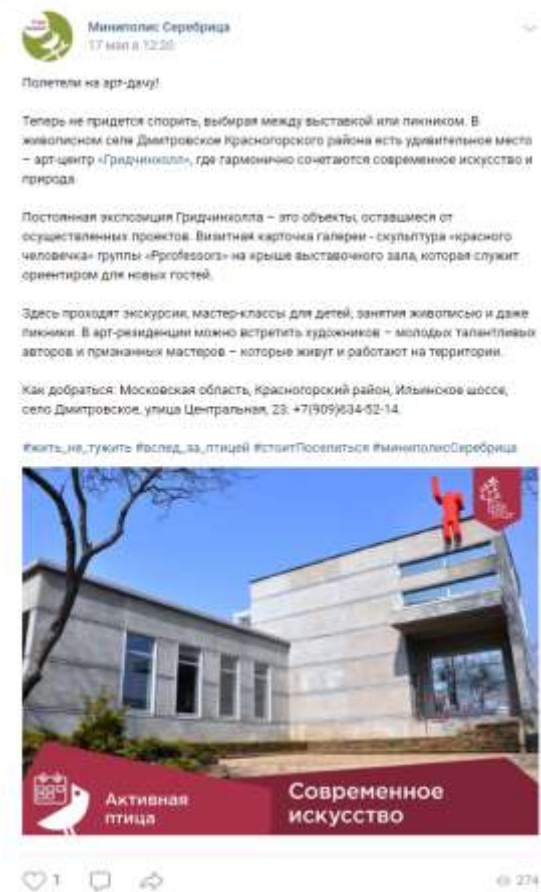 Миниполис Серебрица
17 мая в 12:20
Полетели на арт-дачу!
Теперь не придется спорить, выбирая между выставкой или пикником. В
живописном селе Дмитровское Красногорского района есть удивительное место
– арт-центр «Гридчинхолл», где гармонично сочетаются современное искусство и
природа.
Постоянная экспозиция Гридчинхолла – это объекты, оставшиеся от
осуществленных проектов. Визитная карточка галереи - скульптура «красного
человечка» группы «Pprofessors» на крыше выставочного зала, которая служит
ориентиром для новых гостей.
Здесь проходят экскурсии, мастер-классы для детей, занятия живописью и даже
пикники. В арт-резиденции можно встретить художников – молодых талантливых
авторов и признанных мастеров – которые живут и работают на территории.
Как добраться: Московская область, Красногорский район, Ильинское шоссе,
село Дмитровское, улица Центральная, 23. +7(909)634-52-14.
#жить_не_тужить #вслед_за_птицей #стоитПоселиться #миниполисСеребрица
Активная
птица
Современное
искусство
1
274